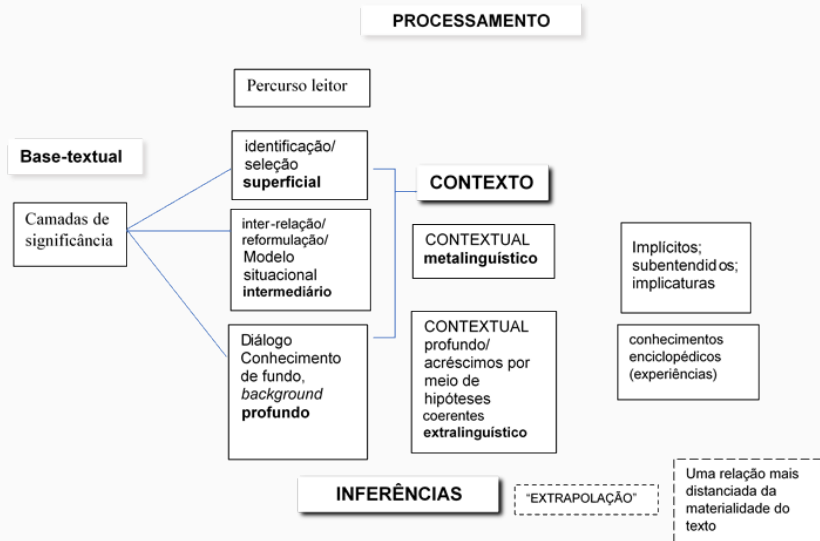 PROCESSAMENTO
Percurso leitor
Base-textual
Camadas de
significância
identificação/
seleção
superficial
inter-relação/
reformulação/
Modelo
situacional
intermediário
Diálogo
Conhecimento
de fundo,
background
profundo
CONTEXTO
CONTEXTUAL
metalinguístico
CONTEXTUAL
profundo/
acréscimos por
meio de
hipóteses
coerentes
extralinguístico
Implícitos;
subentendidos;
implicaturas
conhecimentos
enciclopédicos
(experiências)
INFERÊNCIAS
“EXTRAPOLAÇÃO”
Uma relação mais
distanciada da
materialidade do
texto